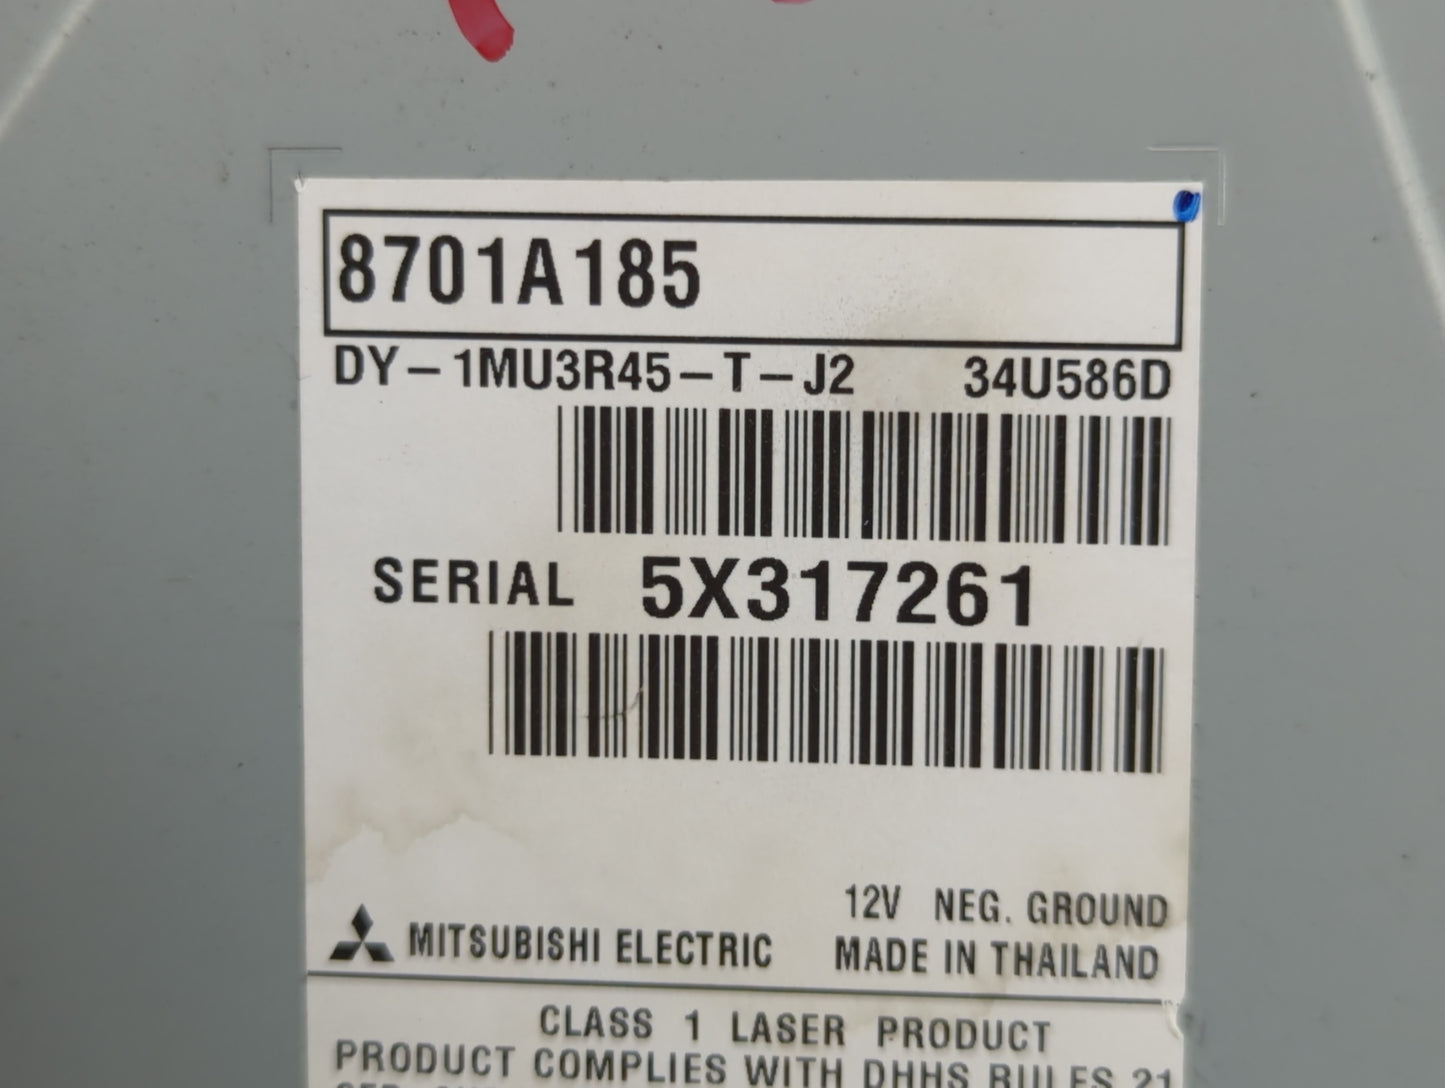 8701A185
DY-1MU3R45-T-J2 34U586D
SERIAL 5X317261
12V NEG. GROUND
MITSUBISHI ELECTRIC MADE IN THAILAND
CLASS 1 LASER PRODUCT
PRODUCT COMPLIES WITH DHHS RULES 21